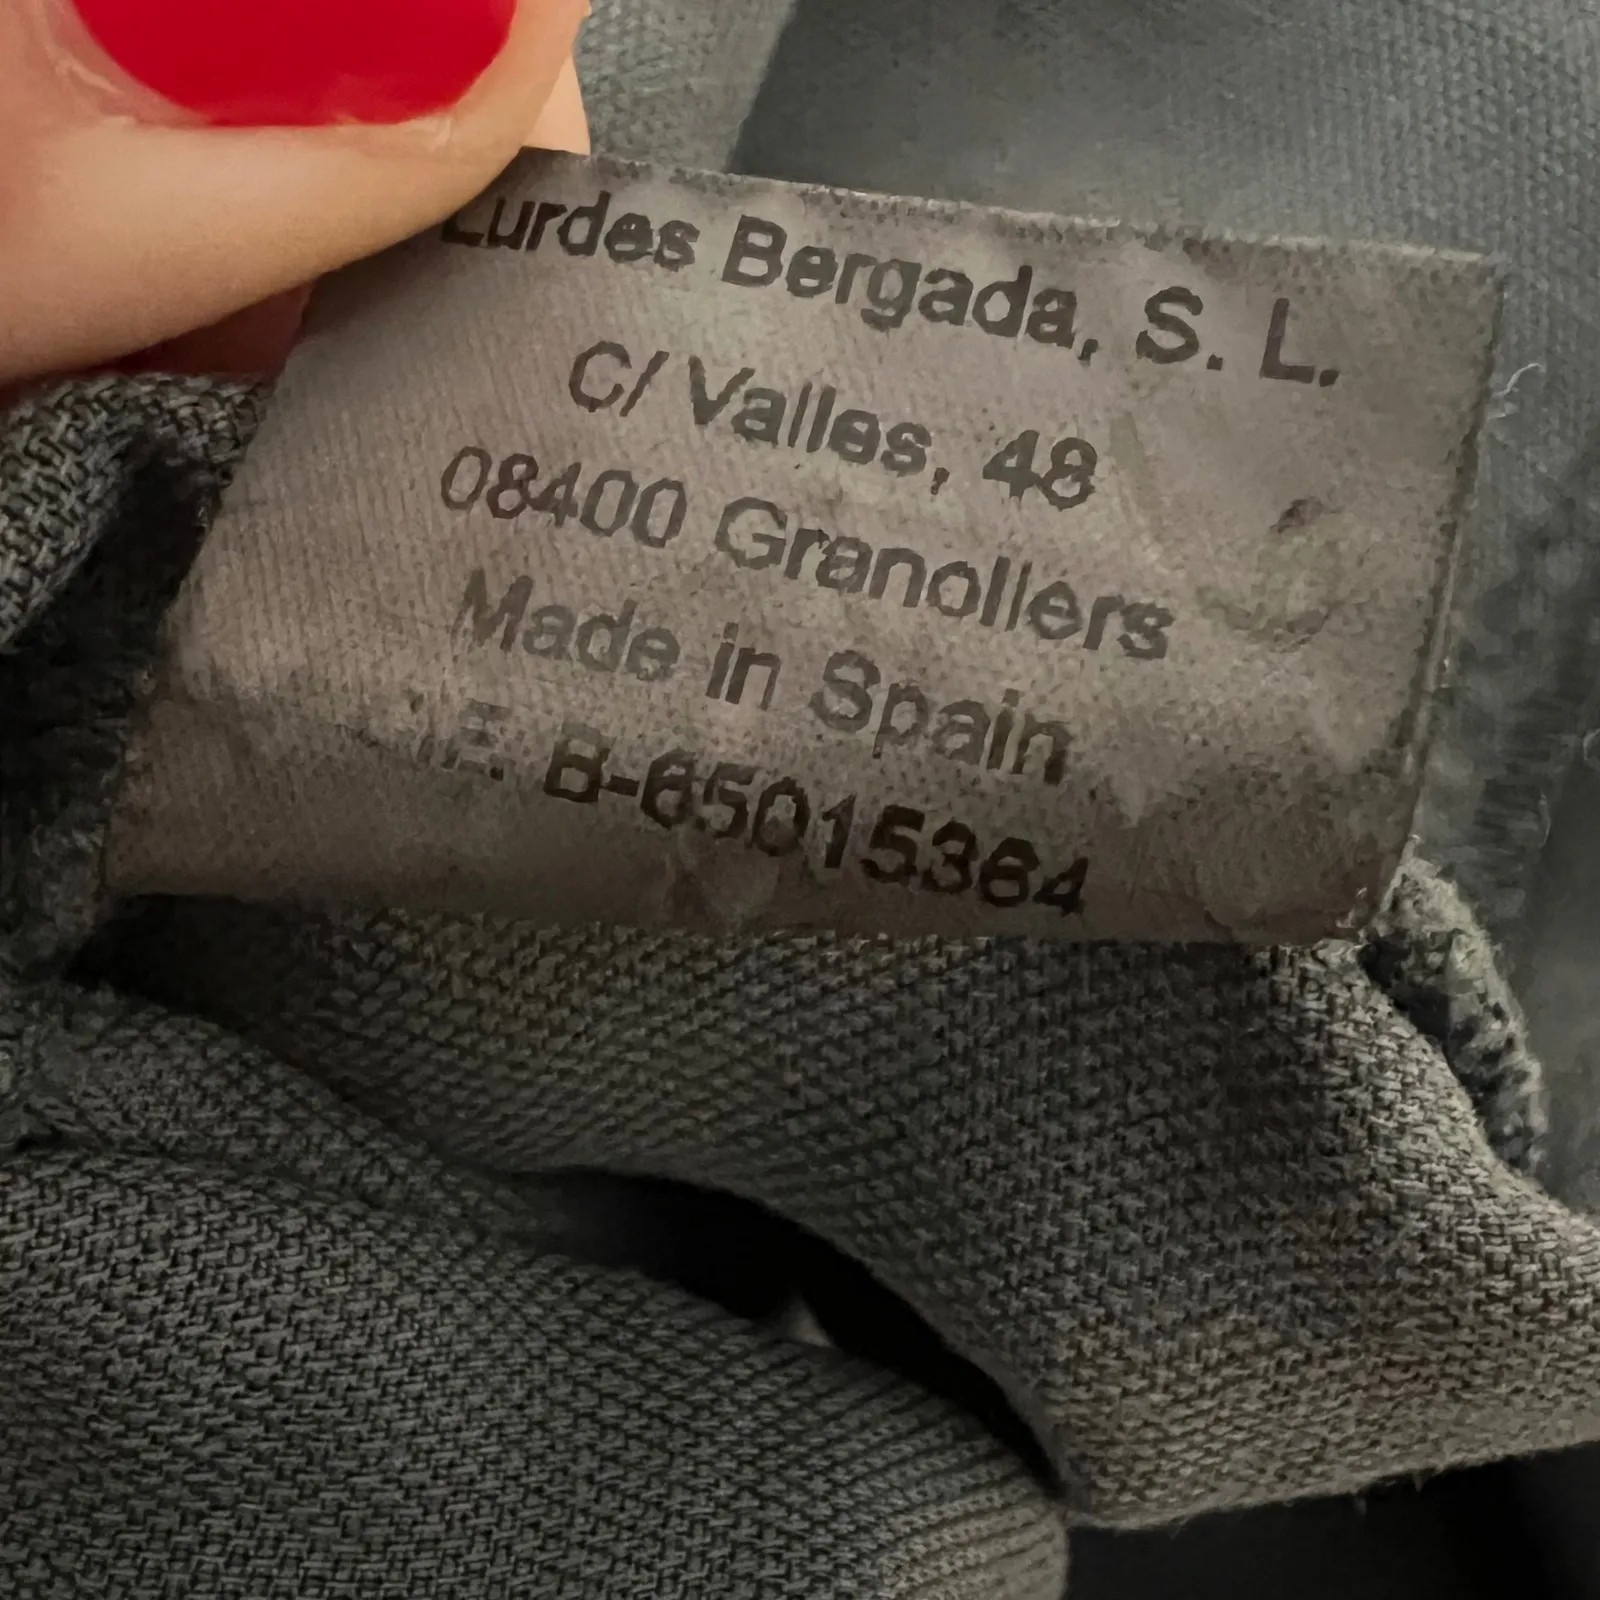 Lurdes Bergada, S. L.
C/ Valles, 48
08400 Granollers
Made in Spain
B-65015364